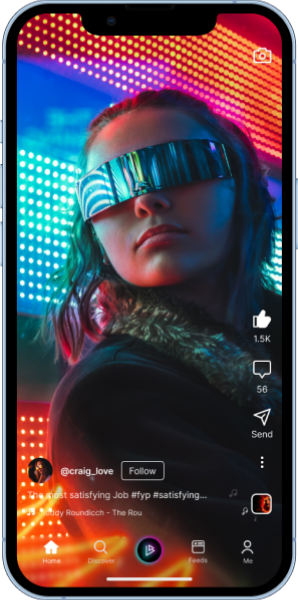 1.5K
56
Send
@craig_love
Follow
The most satisfying Job #fyp #satisfying...
Roundicch - The Rou
Home
Discover
Feeds
Me